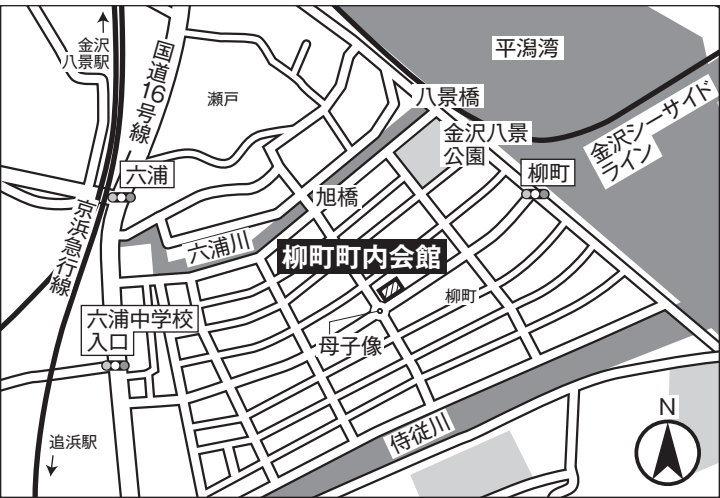 金沢
八景駅
国道16号線
瀬戸
平潟湾
八景橋
金沢八景
公園
金沢シーサイド
ライン
柳町
六浦
旭橋
京浜急行線
六浦川
柳町町内会館
柳町
六浦中学校
入口
母子像
侍従川
追浜駅
N